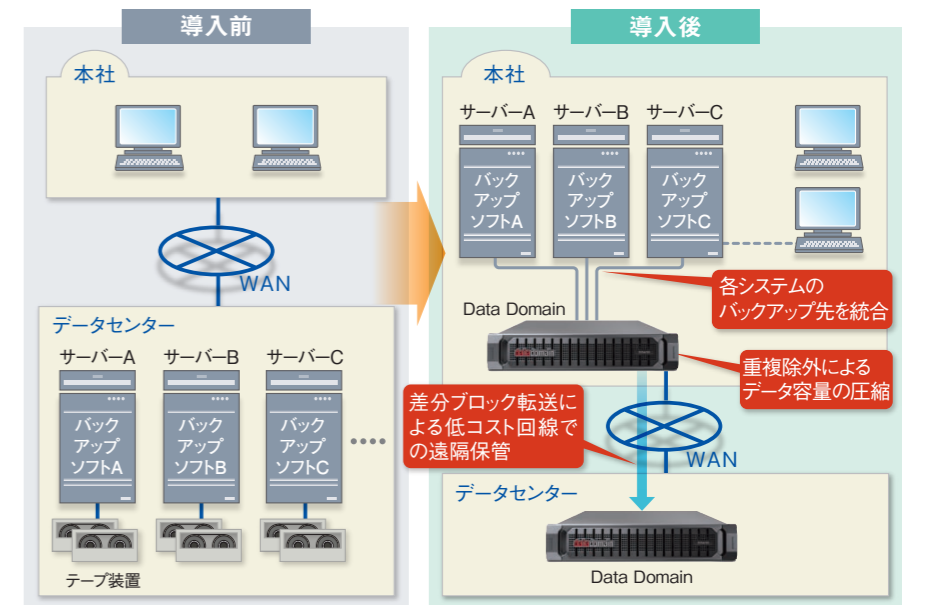 導入前
本社
WAN
データセンター
サーバーA
サーバーB
サーバーC
バック
アップ
ソフトA
バック
アップ
ソフトB
バック
アップ
ソフトC
テープ装置
導入後
本社
サーバーA
サーバーB
サーバーC
バック
アップ
ソフトA
バック
アップ
ソフトB
バック
アップ
ソフトC
各システムの
バックアップ先を統合
Data Domain
重複除外による
データ容量の圧縮
差分ブロック転送に
よる低コスト回線で
の遠隔保管
WAN
データセンター
Data Domain